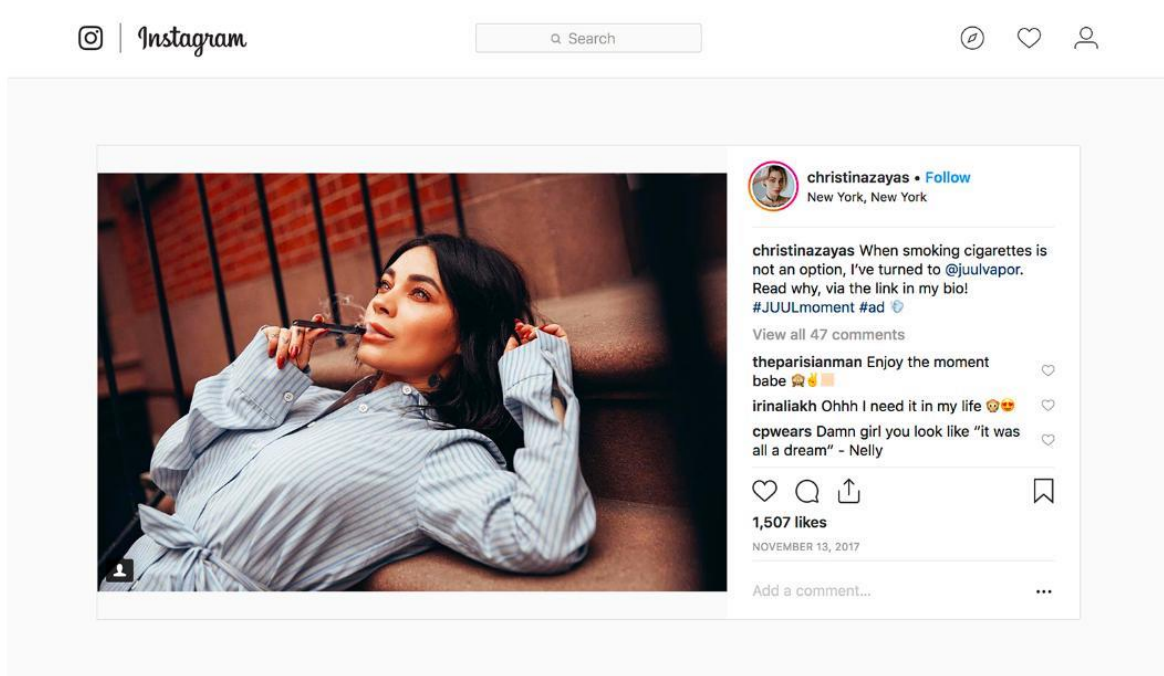 Instagram
Search
christinazayas • Follow
New York, New York
christinazayas When smoking cigarettes is
not an option, I've turned to @juulvapor.
Read why, via the link in my bio!
#JUULmoment #ad 💨
View all 47 comments
theparisianman Enjoy the moment
babe 🙊✌🏻
irinaliakh Ohhh I need it in my life 🐵😍
cpwears Damn girl you look like “it was
all a dream” - Nelly
1,507 likes
NOVEMBER 13, 2017
Add a comment...